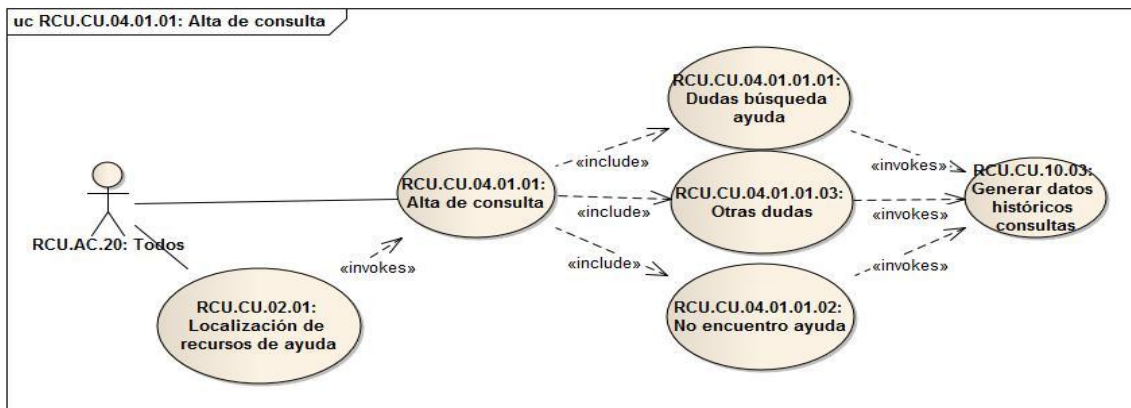 uc RCU.CU.04.01.01: Alta de consulta
RCU.CU.04.01.01.01:
Dudas búsqueda
ayuda
«include»
«invokes»
RCU.CU.04.01.01:
Alta de consulta
RCU.CU.04.01.01.03:
Otras dudas
RCU.CU.10.03:
Generar datos
históricos
consultas
«include»
«invokes»
RCU.AC.20: Todos
«invokes»
«include»
«invokes»
RCU.CU.02.01:
Localización de
recursos de ayuda
RCU.CU.04.01.01.02:
No encuentro ayuda